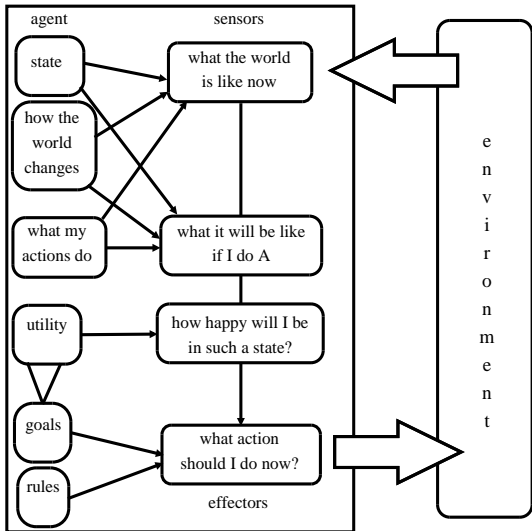 agent
sensors
state
what the world
is like now
how the
world
changes
what my
actions do
what it will be like
if I do A
utility
how happy will I be
in such a state?
goals
what action
should I do now?
rules
effectors
environment